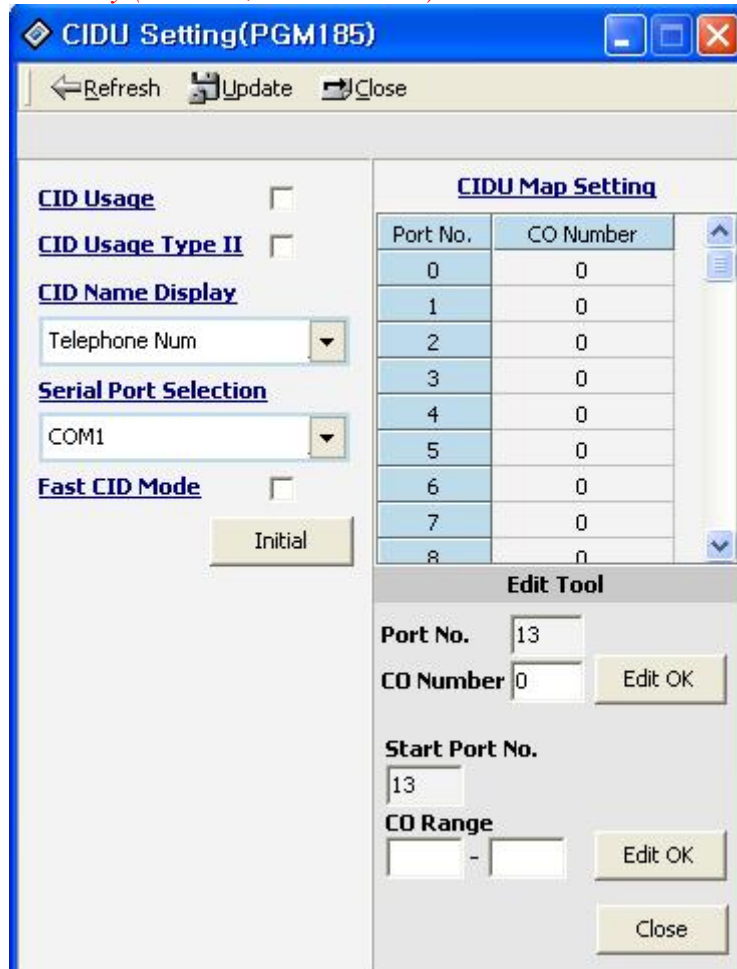 CIDU Setting(PGM185)
Refresh Update Close
CID Usage
CID Usage Type II
CID Name Display
Telephone Num
Serial Port Selection
COM1
Fast CID Mode
Initial
CIDU Map Setting
Port No. CO Number
0 0
1 0
2 0
3 0
4 0
5 0
6 0
7 0
8 0
Edit Tool
Port No. 13
CO Number 0 Edit OK
Start Port No.
13
CO Range
- Edit OK
Close